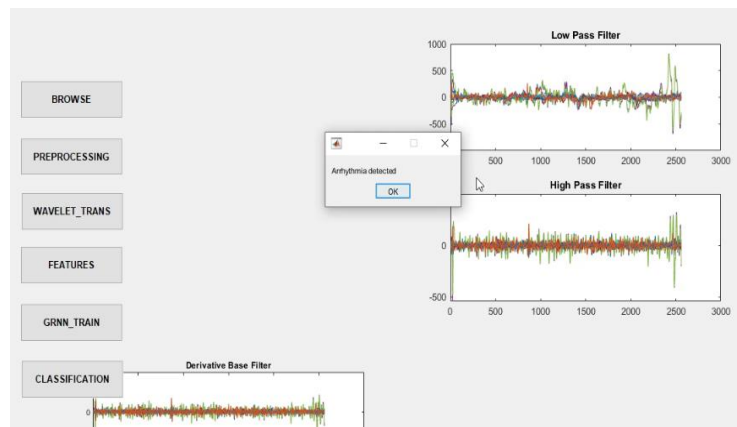 Low Pass Filter
1000
500
0
-500
500 1000 1500 2000 2500 3000
BROWSE
PREPROCESSING
WAVELET_TRANS
FEATURES
GRNN_TRAIN
CLASSIFICATION
Arrhythmia detected
OK
High Pass Filter
0
-500
0 500 1000 1500 2000 2500 3000
Derivative Base Filter
0